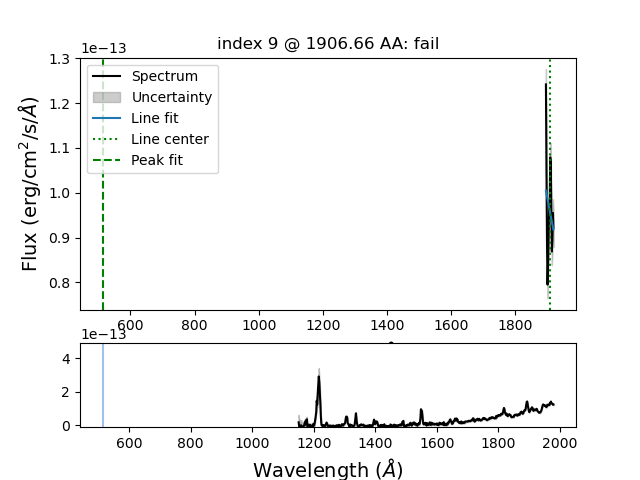 index 9 @ 1906.66 AA: fail
1e−13
1.3
1.2
1.1
1.0
0.9
0.8
Flux (erg/cm²/s/Å)
Spectrum
Uncertainty
Line fit
Line center
Peak fit
600 800 1000 1200 1400 1600 1800
1e−13
4
2
0
600 800 1000 1200 1400 1600 1800 2000
Wavelength (Å)